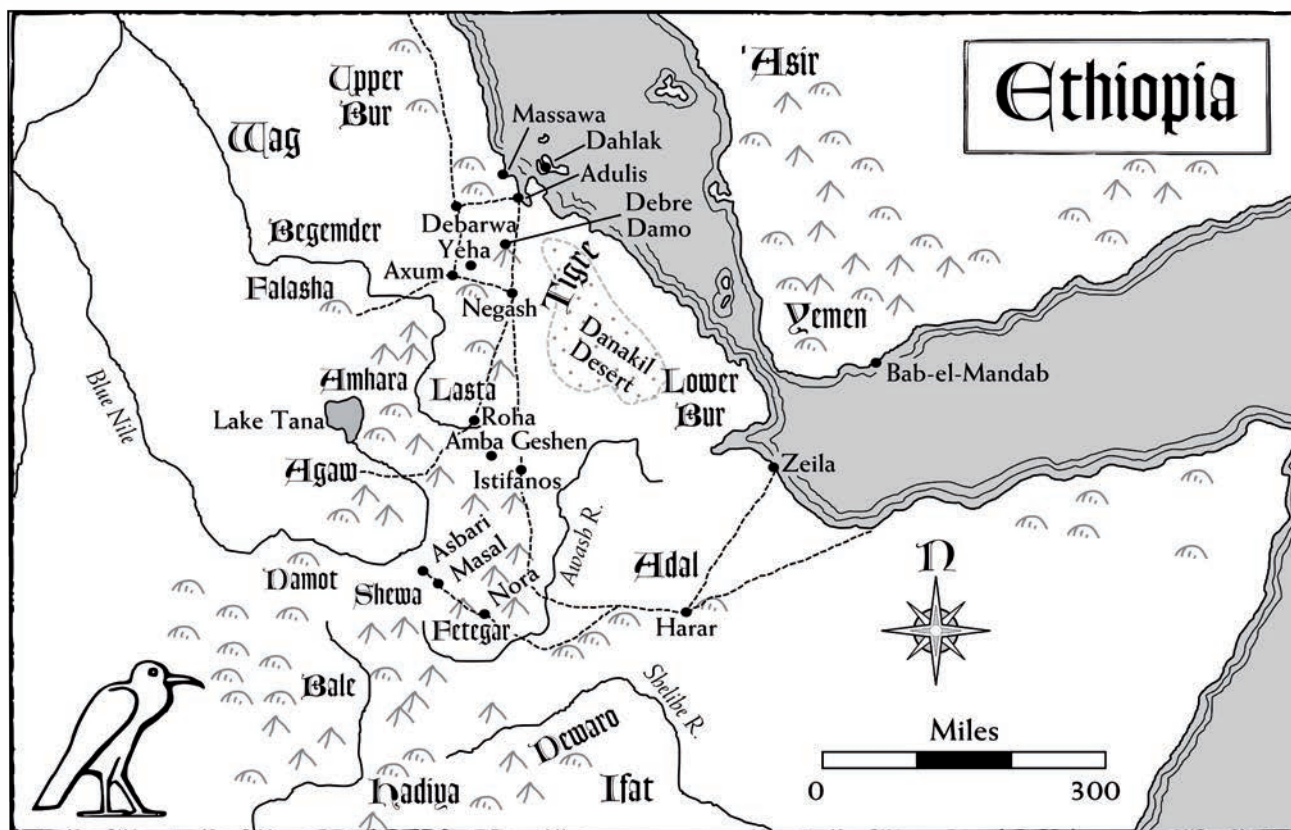 Ethiopia
'Asir
Upper
Bur
Massawa
Wag
Dahlak
Adulis
Debarwa
Debre
Damo
Begemder
Yeha
Axum
Falasha
Negash
Tigre
Yemen
Danakil
Desert
Lower
Bur
Bab-el-Mandab
Blue Nile
Amhara
Lasta
Lake Tana
Roha
Amba Geshen
Agaw
Istifanos
Zeila
Awash R.
Asbari
Masal
Adal
N
Damot
Shewa
Nora
Fetegar
Harar
Bale
Shelibe R.
Miles
Dewaro
Hadiya
Ifat
0
300